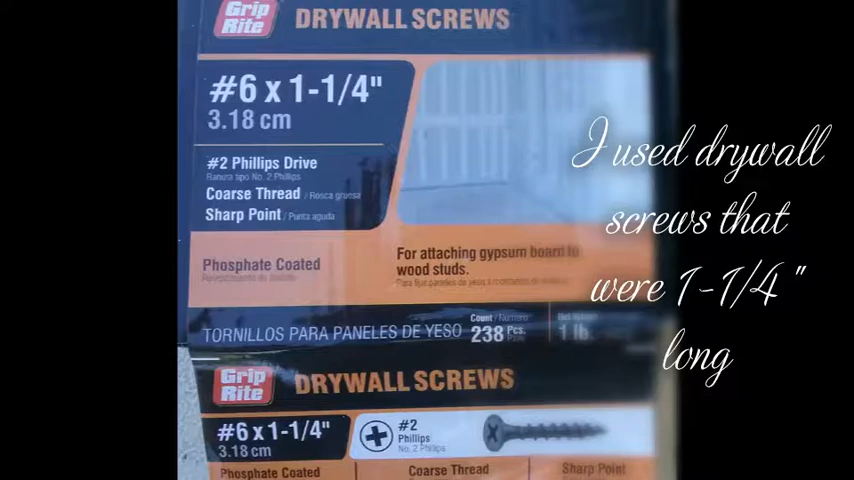 Grip Rite DRYWALL SCREWS
#6 x 1-1/4"
3.18 cm
#2 Phillips Drive
Ranura tipo No. 2 Phillips
Coarse Thread / Rosca gruesa
Sharp Point / Punta aguda
Phosphate Coated
For attaching gypsum board to
wood studs.
TORNILLOS PARA PANELES DE YESO
Count / Número
238 Pcs.
1 lb.
I used drywall
screws that
were 1-1/4"
long
Grip Rite DRYWALL SCREWS
#6 x 1-1/4"
3.18 cm
#2
Phillips
No. 2 Phillips
Phosphate Coated
Coarse Thread
Sharp Point